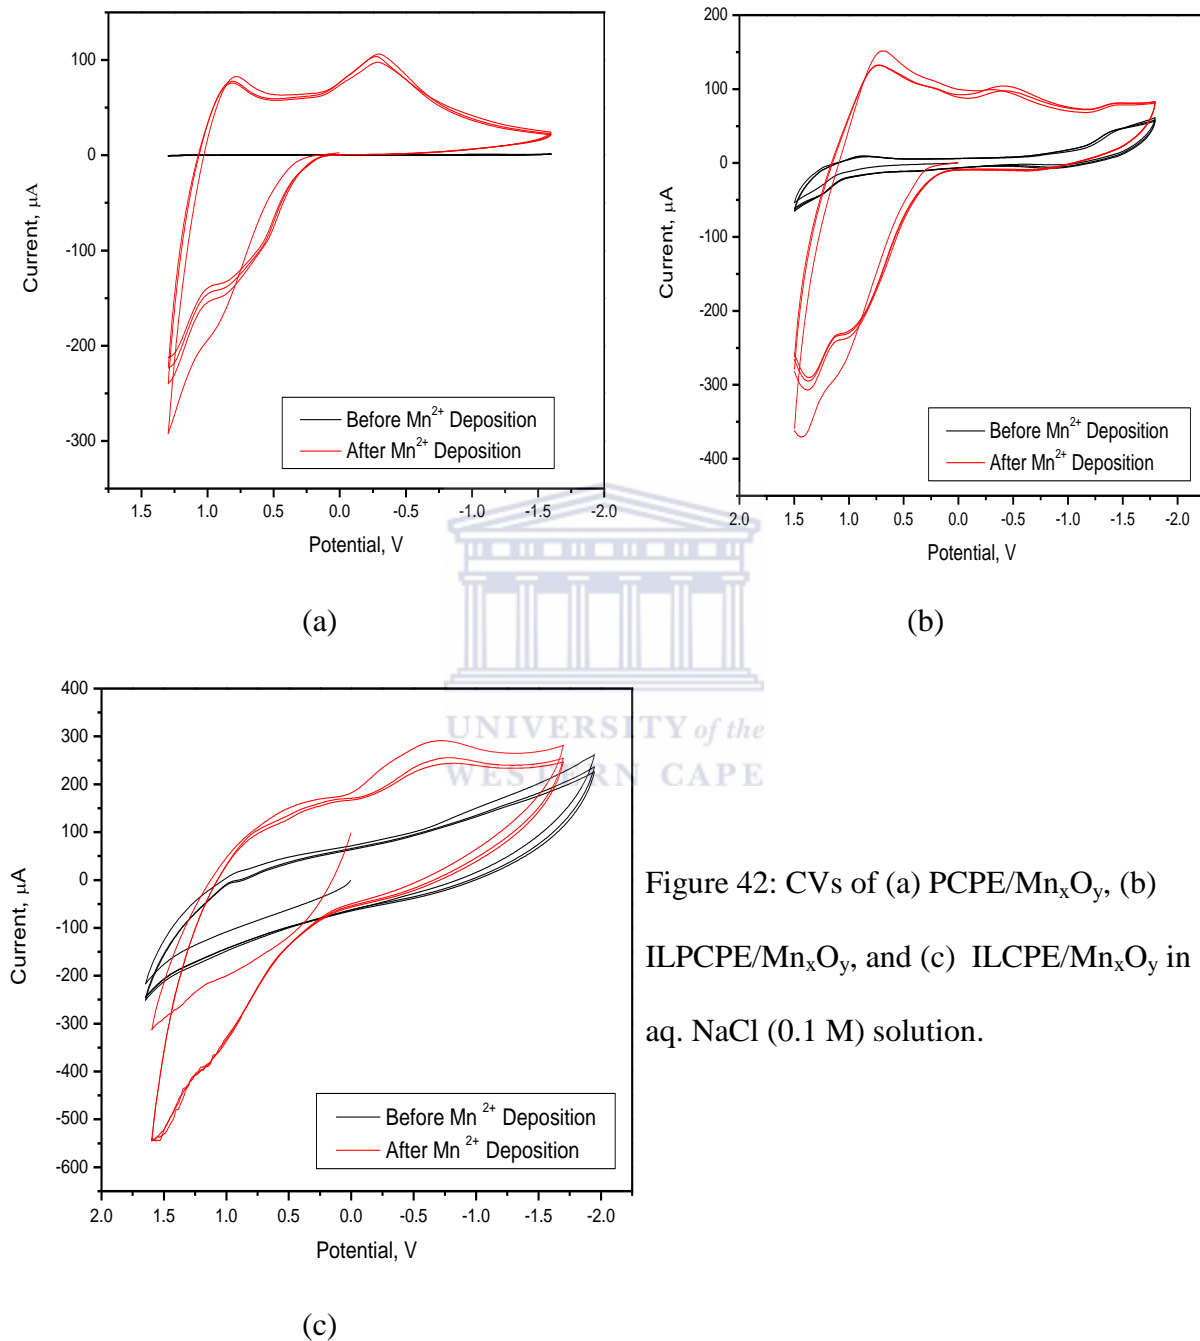 100
0
-100
-200
-300
Current, µA
Before Mn²⁺ Deposition
After Mn²⁺ Deposition
1.5 1.0 0.5 0.0 -0.5 -1.0 -1.5 -2.0
Potential, V
(a)
200
100
0
-100
-200
-300
-400
Current, µA
Before Mn²⁺ Deposition
After Mn²⁺ Deposition
2.0 1.5 1.0 0.5 0.0 -0.5 -1.0 -1.5 -2.0
Potential, V
(b)
UNIVERSITY of the
WESTERN CAPE
400
300
200
100
0
-100
-200
-300
-400
-500
-600
Current, µA
Before Mn ²⁺ Deposition
After Mn ²⁺ Deposition
2.0 1.5 1.0 0.5 0.0 -0.5 -1.0 -1.5 -2.0
Potential, V
(c)
Figure 42: CVs of (a) PCPE/MnₓOᵧ, (b)
ILPCPE/MnₓOᵧ, and (c) ILCPE/MnₓOᵧ in
aq. NaCl (0.1 M) solution.